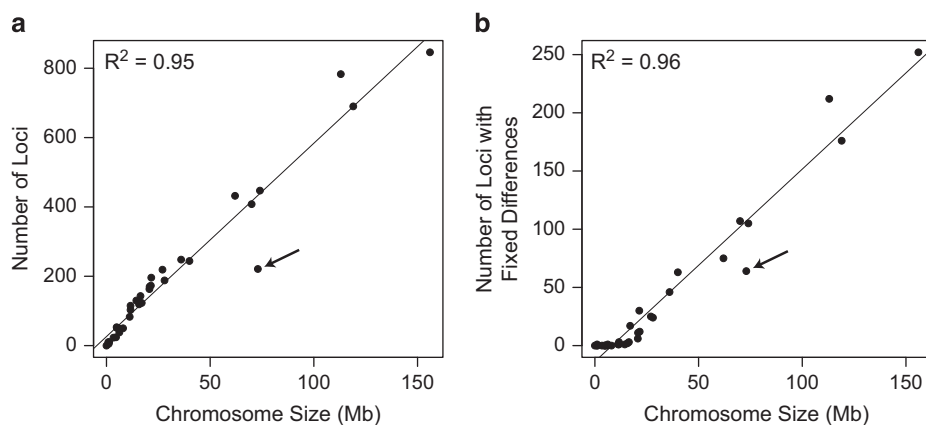 a
R² = 0.95
Number of Loci
800
600
400
200
0
0 50 100 150
Chromosome Size (Mb)
b
R² = 0.96
Number of Loci with
Fixed Differences
250
200
150
100
50
0
0 50 100 150
Chromosome Size (Mb)